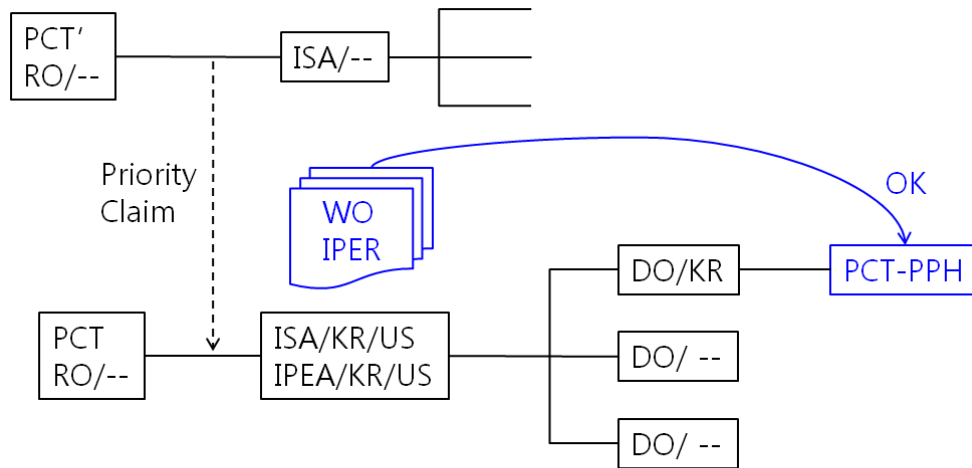 PCT'
RO/--
ISA/--
Priority
Claim
WO
IPER
OK
DO/KR
PCT-PPH
PCT
RO/--
ISA/KR/US
IPEA/KR/US
DO/ --
DO/ --